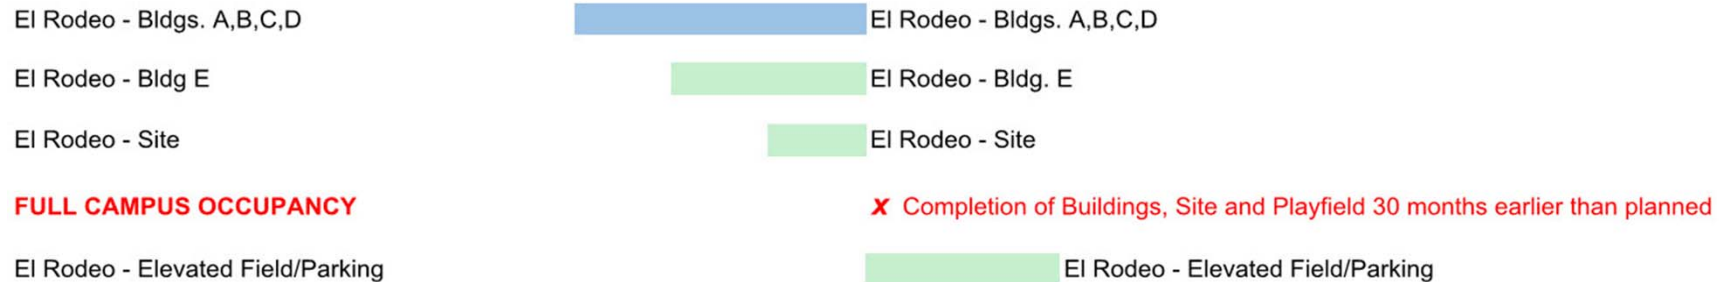 El Rodeo - Bldgs. A,B,C,D El Rodeo - Bldgs. A,B,C,D
El Rodeo - Bldg E El Rodeo - Bldg. E
El Rodeo - Site El Rodeo - Site
FULL CAMPUS OCCUPANCY x Completion of Buildings, Site and Playfield 30 months earlier than planned
El Rodeo - Elevated Field/Parking El Rodeo - Elevated Field/Parking